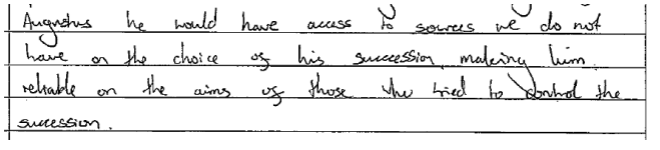 Augustus he would have access to sources we do not
have on the choice of his succession, making him
reliable on the aims of those who tried to control the
succession.